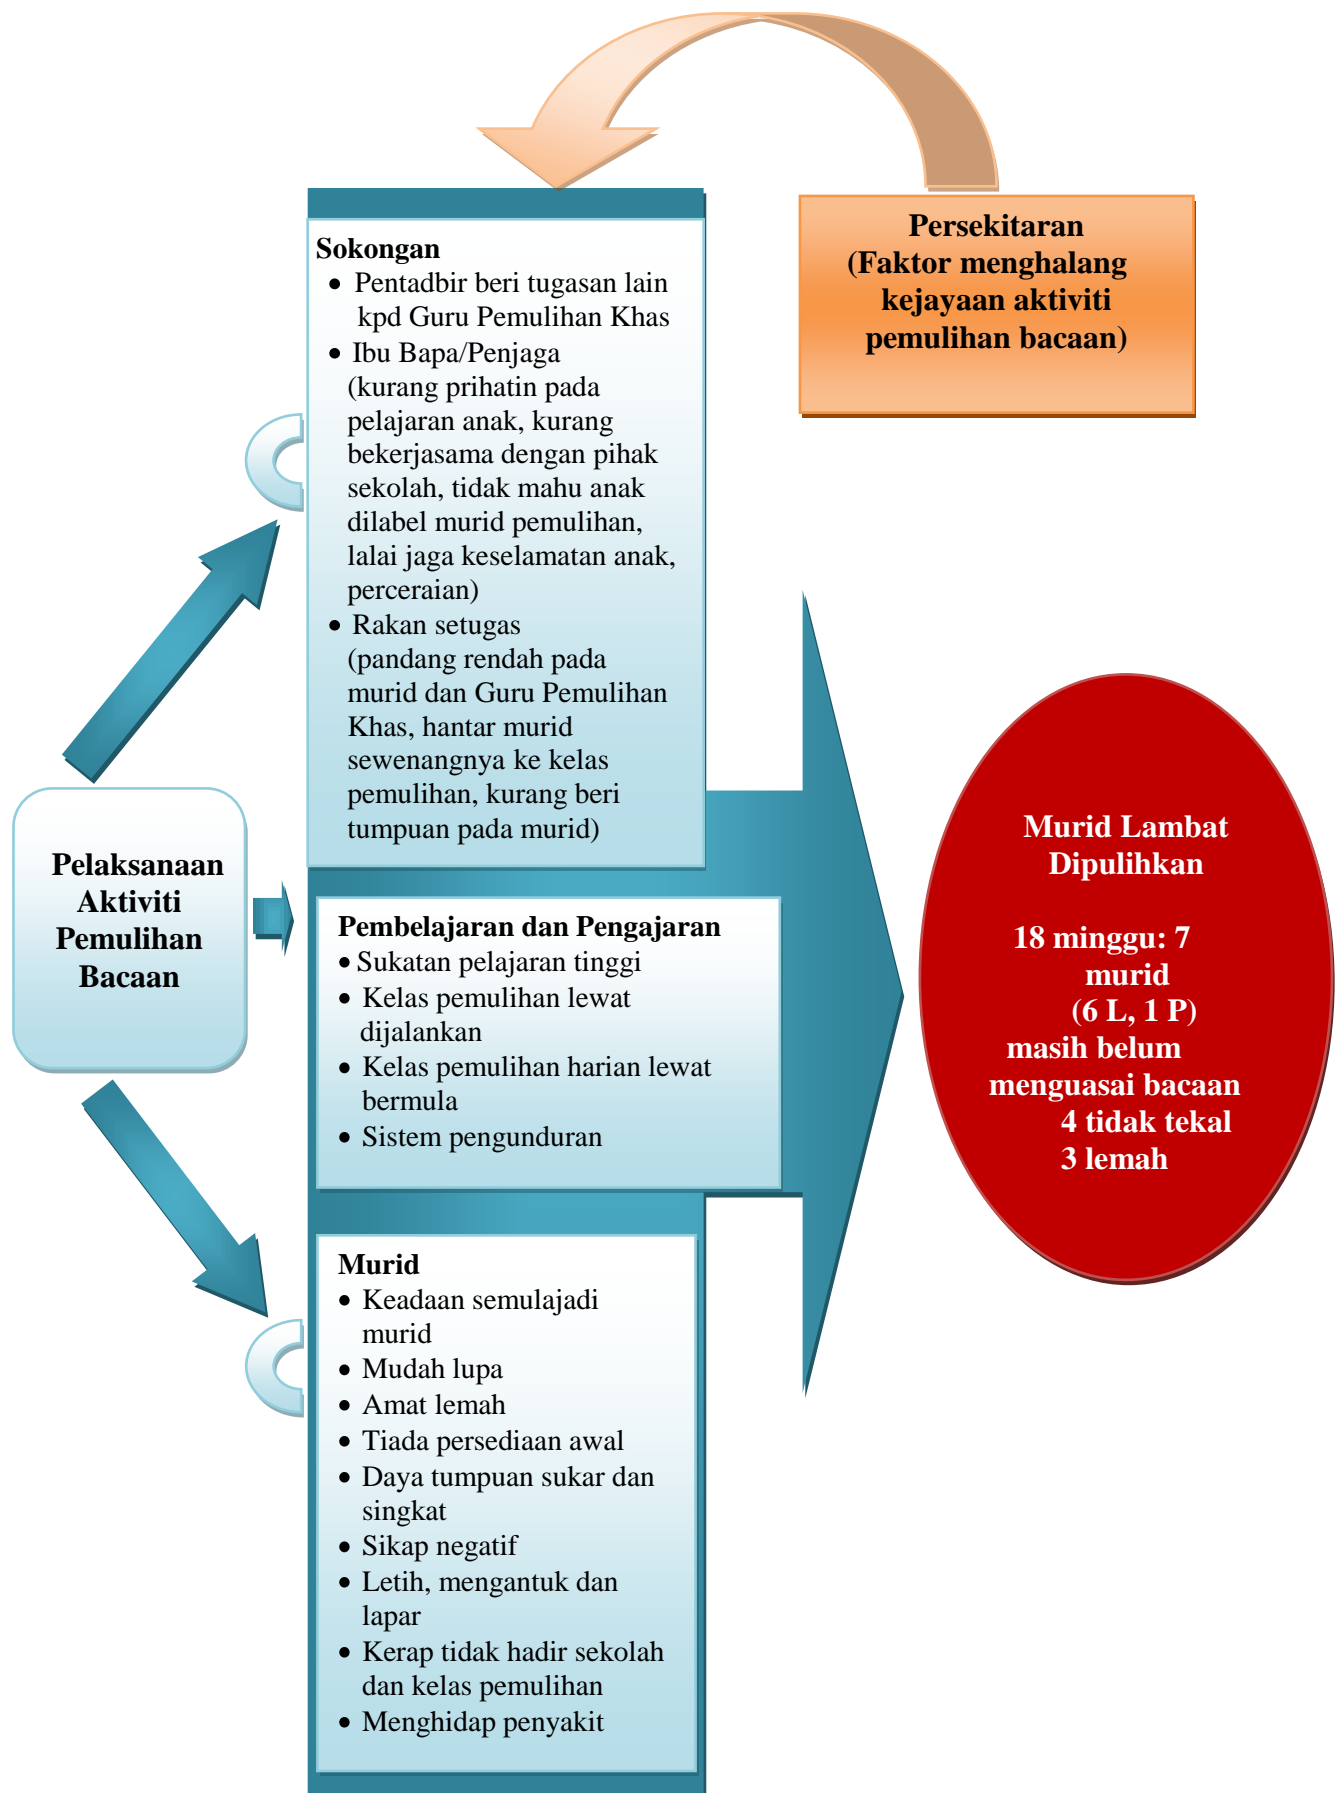 Persekitaran
(Faktor menghalang
kejayaan aktiviti
pemulihan bacaan)
Sokongan
• Pentadbir beri tugasan lain
kpd Guru Pemulihan Khas
• Ibu Bapa/Penjaga
(kurang prihatin pada
pelajaran anak, kurang
bekerjasama dengan pihak
sekolah, tidak mahu anak
dilabel murid pemulihan,
lalai jaga keselamatan anak,
perceraian)
• Rakan setugas
(pandang rendah pada
murid dan Guru Pemulihan
Khas, hantar murid
sewenangnya ke kelas
pemulihan, kurang beri
tumpuan pada murid)
Pelaksanaan
Aktiviti
Pemulihan
Bacaan
Pembelajaran dan Pengajaran
• Sukatan pelajaran tinggi
• Kelas pemulihan lewat
dijalankan
• Kelas pemulihan harian lewat
bermula
• Sistem pengunduran
Murid
• Keadaan semulajadi
murid
• Mudah lupa
• Amat lemah
• Tiada persediaan awal
• Daya tumpuan sukar dan
singkat
• Sikap negatif
• Letih, mengantuk dan
lapar
• Kerap tidak hadir sekolah
dan kelas pemulihan
• Menghidap penyakit
Murid Lambat
Dipulihkan
18 minggu: 7
murid
(6 L, 1 P)
masih belum
menguasai bacaan
4 tidak tekal
3 lemah